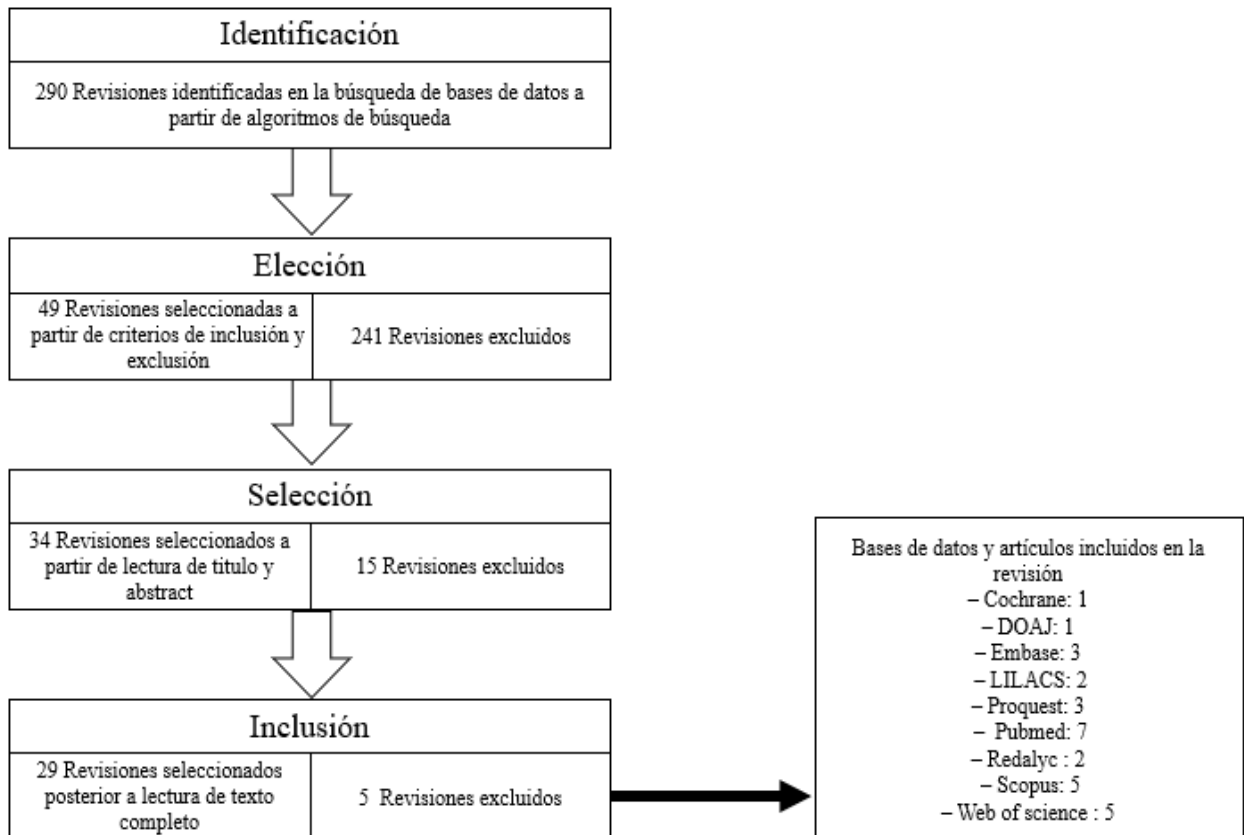 Identificación
290 Revisiones identificadas en la búsqueda de bases de datos a
partir de algoritmos de búsqueda
Elección
49 Revisiones seleccionadas a
partir de criterios de inclusión y
exclusión
241 Revisiones excluidos
Selección
34 Revisiones seleccionados a
partir de lectura de titulo y
abstract
15 Revisiones excluidos
Inclusión
29 Revisiones seleccionados
posterior a lectura de texto
completo
5 Revisiones excluidos
Bases de datos y artículos incluidos en la
revisión
– Cochrane: 1
– DOAJ: 1
– Embase: 3
– LILACS: 2
– Proquest: 3
– Pubmed: 7
– Redalyc : 2
– Scopus: 5
– Web of science : 5